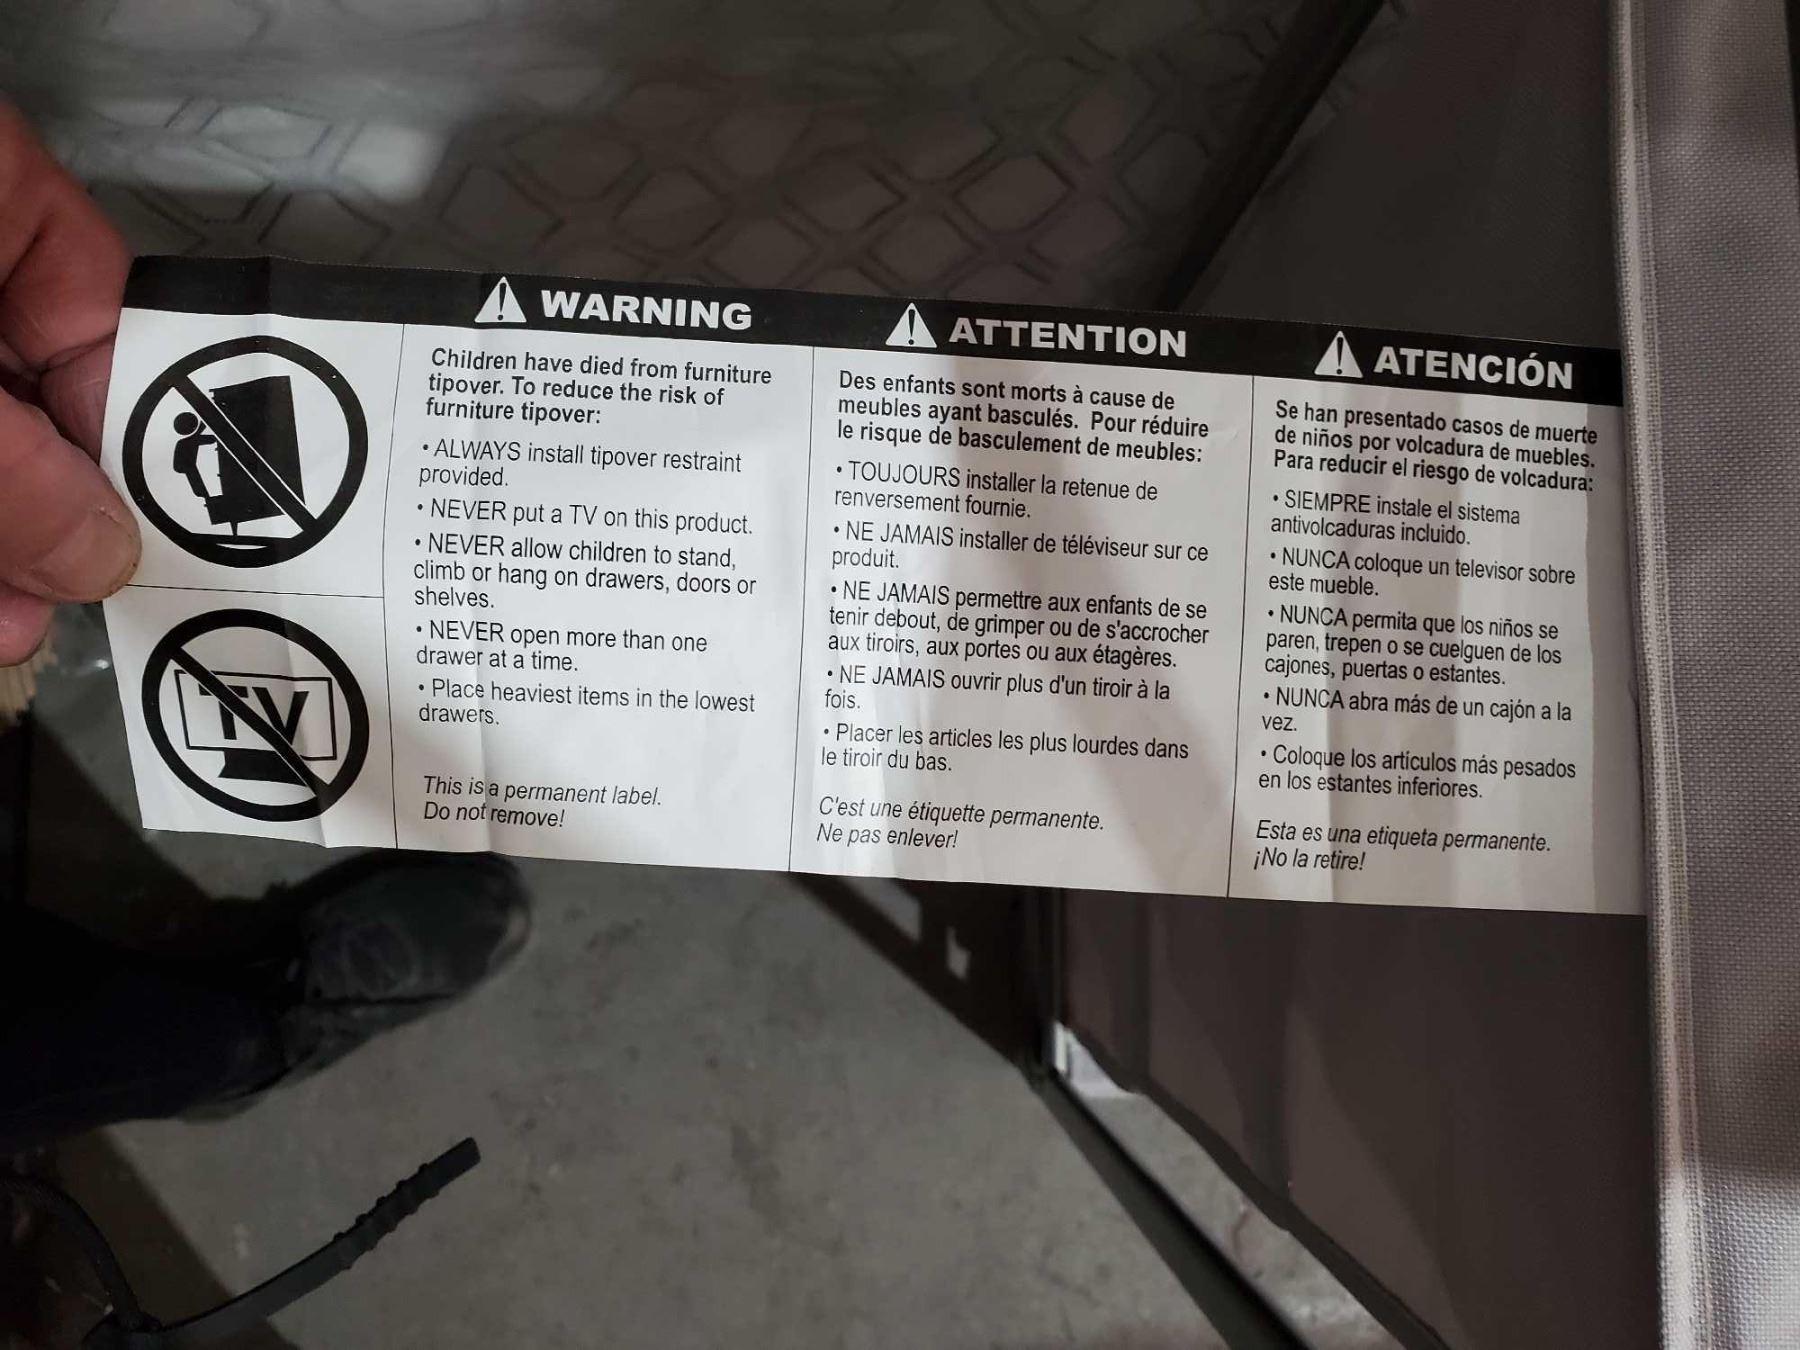 WARNING
Children have died from furniture
tipover. To reduce the risk of
furniture tipover:
• ALWAYS install tipover restraint
provided.
• NEVER put a TV on this product.
• NEVER allow children to stand,
climb or hang on drawers, doors or
shelves.
• NEVER open more than one
drawer at a time.
• Place heaviest items in the lowest
drawers.
This is a permanent label.
Do not remove!
TV
ATTENTION
Des enfants sont morts à cause de
meubles ayant basculés. Pour réduire
le risque de basculement de meubles:
• TOUJOURS installer la retenue de
renversement fournie.
• NE JAMAIS installer de téléviseur sur ce
produit.
• NE JAMAIS permettre aux enfants de se
tenir debout, de grimper ou de s'accrocher
aux tiroirs, aux portes ou aux étagères.
• NE JAMAIS ouvrir plus d'un tiroir à la
fois.
• Placer les articles les plus lourdes dans
le tiroir du bas.
C'est une étiquette permanente.
Ne pas enlever!
ATENCIÓN
Se han presentado casos de muerte
de niños por volcadura de muebles.
Para reducir el riesgo de volcadura:
• SIEMPRE instale el sistema
antivolcaduras incluido.
• NUNCA coloque un televisor sobre
este mueble.
• NUNCA permita que los niños se
paren, trepen o se cuelguen de los
cajones, puertas o estantes.
• NUNCA abra más de un cajón a la
vez.
• Coloque los artículos más pesados
en los estantes inferiores.
Esta es una etiqueta permanente.
¡No la retire!